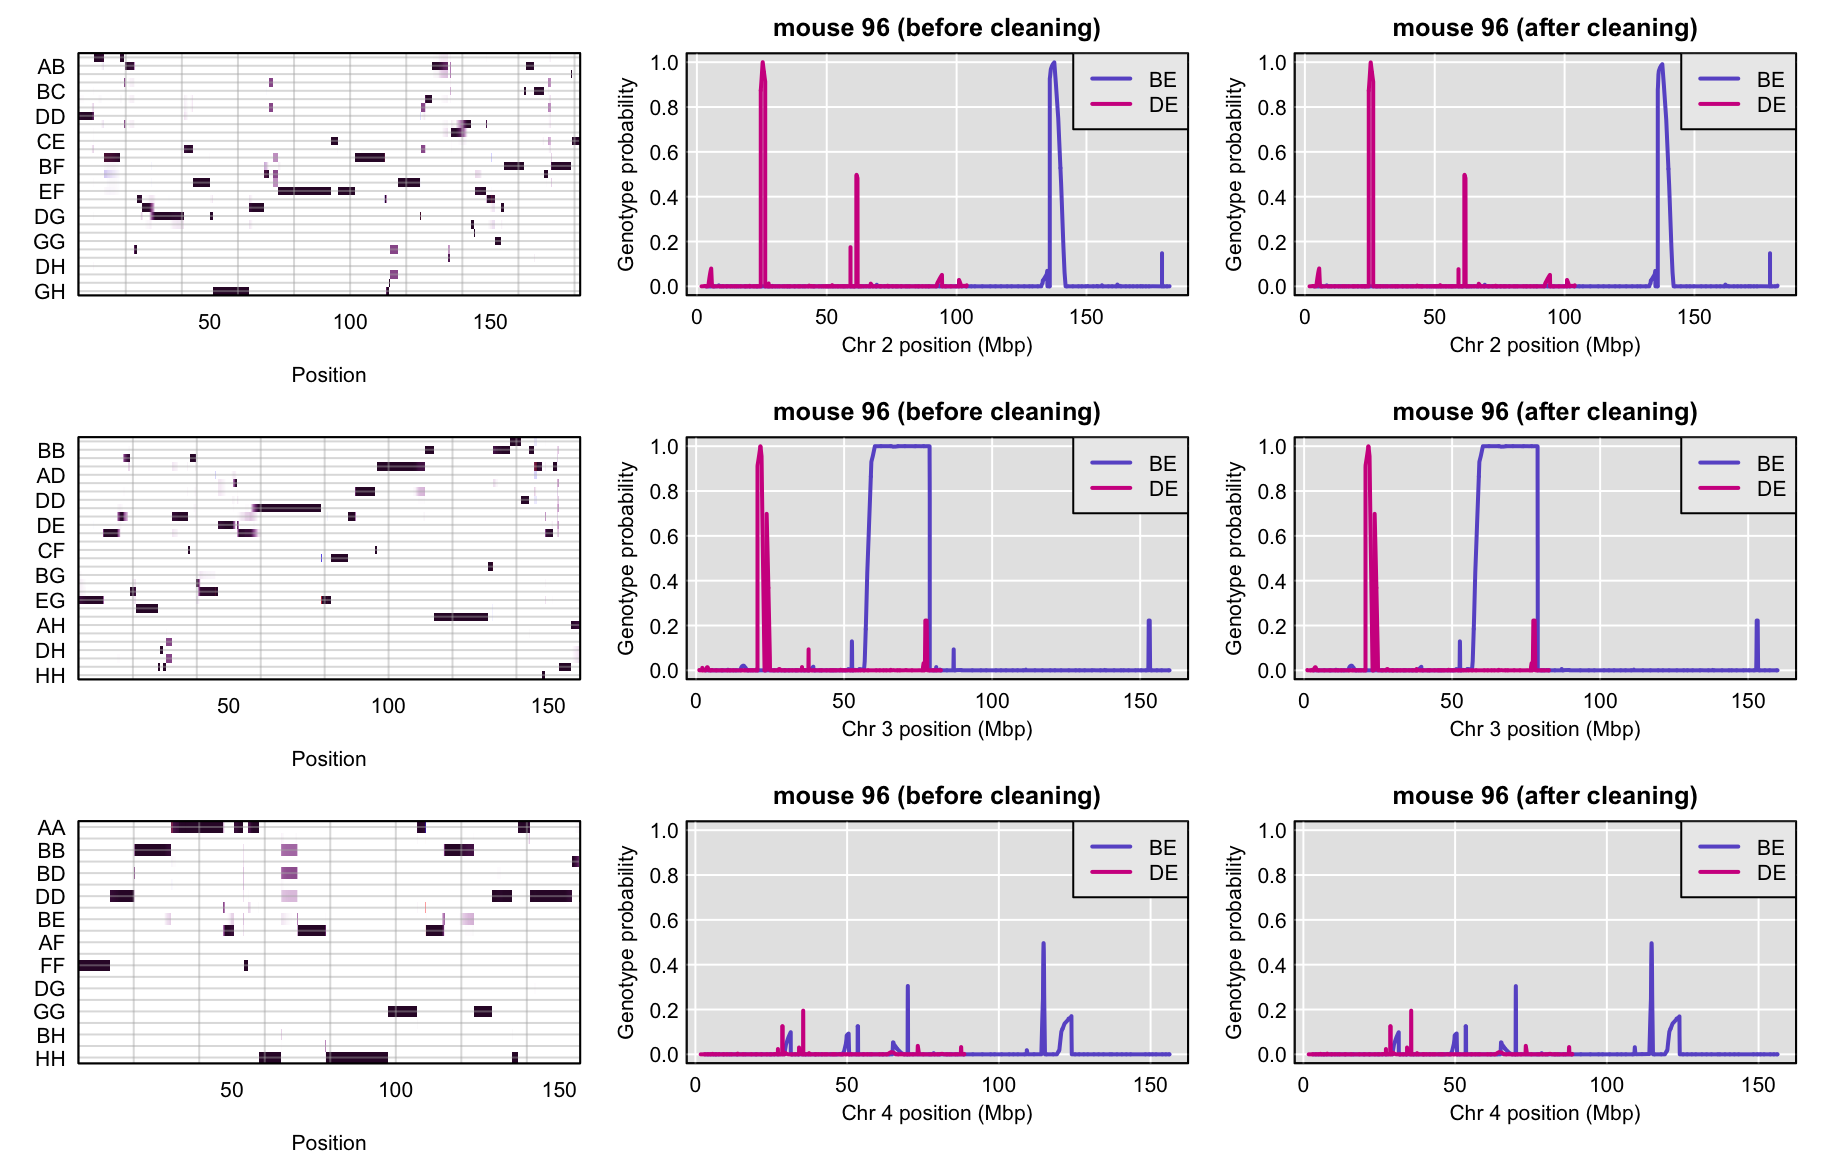 AB
BC
DD
CE
BF
EF
DG
GG
DH
GH
50 100 150
Position
mouse 96 (before cleaning)
Genotype probability
1.0
0.8
0.6
0.4
0.2
0.0
BE
DE
0 50 100 150
Chr 2 position (Mbp)
mouse 96 (after cleaning)
Genotype probability
1.0
0.8
0.6
0.4
0.2
0.0
BE
DE
0 50 100 150
Chr 2 position (Mbp)
BB
AD
DD
DE
CF
BG
EG
AH
DH
HH
50 100 150
Position
mouse 96 (before cleaning)
Genotype probability
1.0
0.8
0.6
0.4
0.2
0.0
BE
DE
0 50 100 150
Chr 3 position (Mbp)
mouse 96 (after cleaning)
Genotype probability
1.0
0.8
0.6
0.4
0.2
0.0
BE
DE
0 50 100 150
Chr 3 position (Mbp)
AA
BB
BD
DD
BE
AF
FF
DG
GG
BH
HH
50 100 150
Position
mouse 96 (before cleaning)
Genotype probability
1.0
0.8
0.6
0.4
0.2
0.0
BE
DE
0 50 100 150
Chr 4 position (Mbp)
mouse 96 (after cleaning)
Genotype probability
1.0
0.8
0.6
0.4
0.2
0.0
BE
DE
0 50 100 150
Chr 4 position (Mbp)